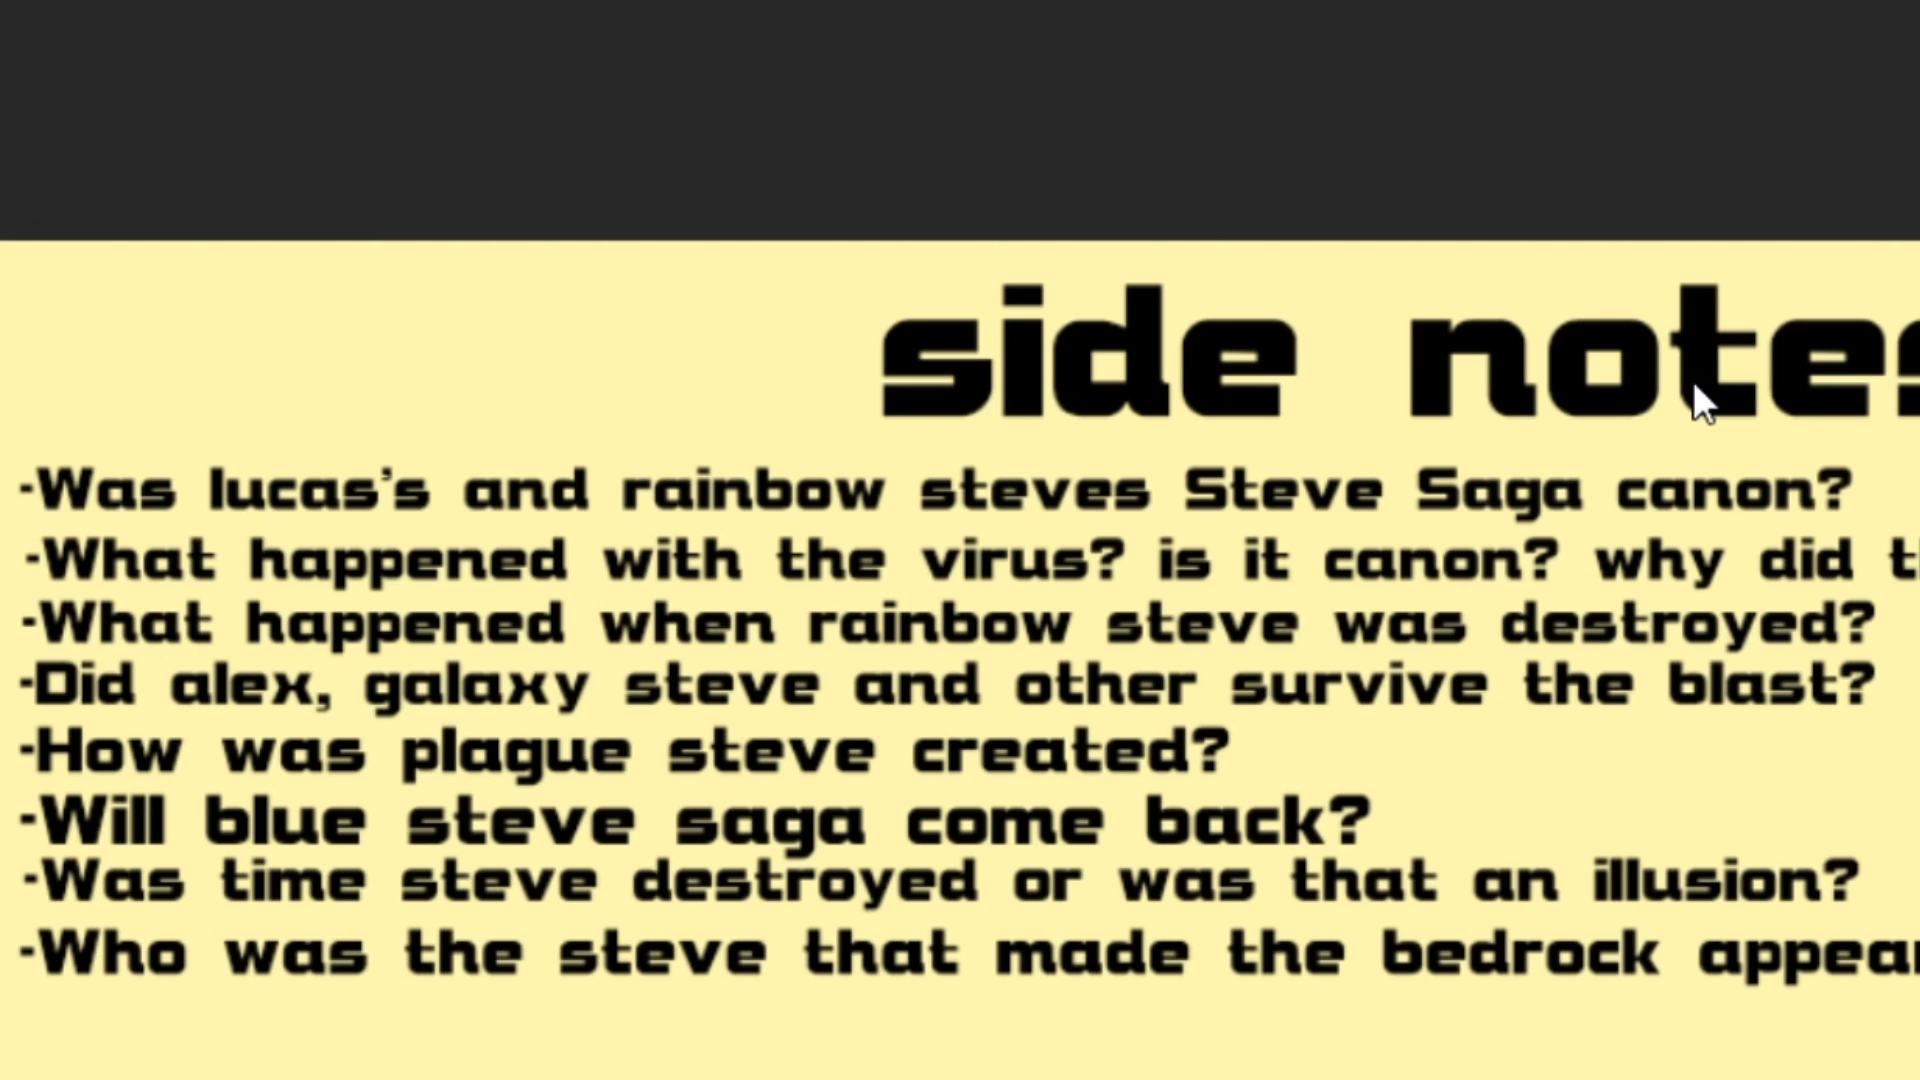 side notes
-Was lucas's and rainbow steves Steve Saga canon?
-What happened with the virus? is it canon? why did
-What happened when rainbow steve was destroyed?
-Did alex, galaxy steve and other survive the blast?
-How was plague steve created?
-Will blue steve saga come back?
-Was time steve destroyed or was that an illusion?
-Who was the steve that made the bedrock appear